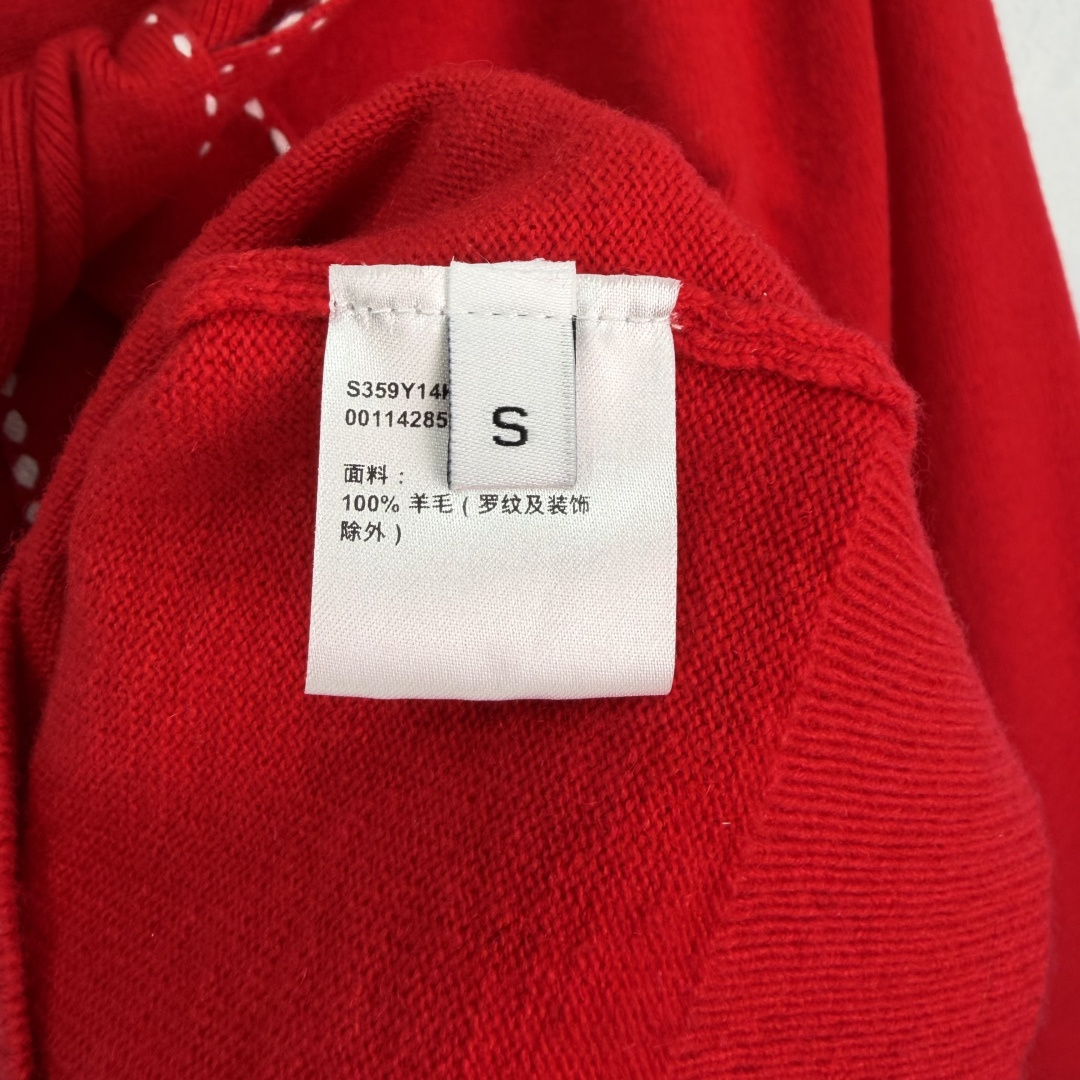 S359Y14
00114285
S
面料：
100% 羊毛（罗纹及装饰
除外）